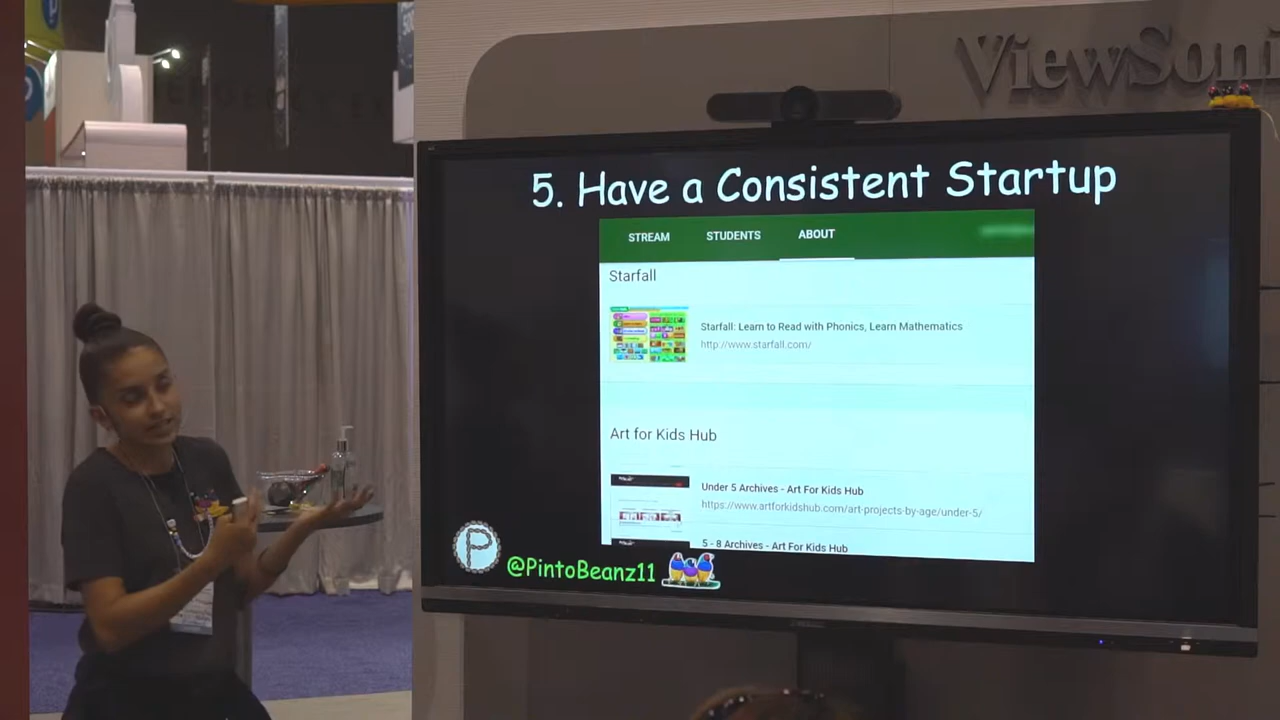 ViewSoni
5. Have a Consistent Startup
STREAM STUDENTS ABOUT
Starfall
Starfall: Learn to Read with Phonics, Learn Mathematics
http://www.starfall.com/
Art for Kids Hub
Under 5 Archives - Art For Kids Hub
https://www.artforkidshub.com/art-projects-by-age/under-5/
5 - 8 Archives - Art For Kids Hub
P
@PintoBeanz11